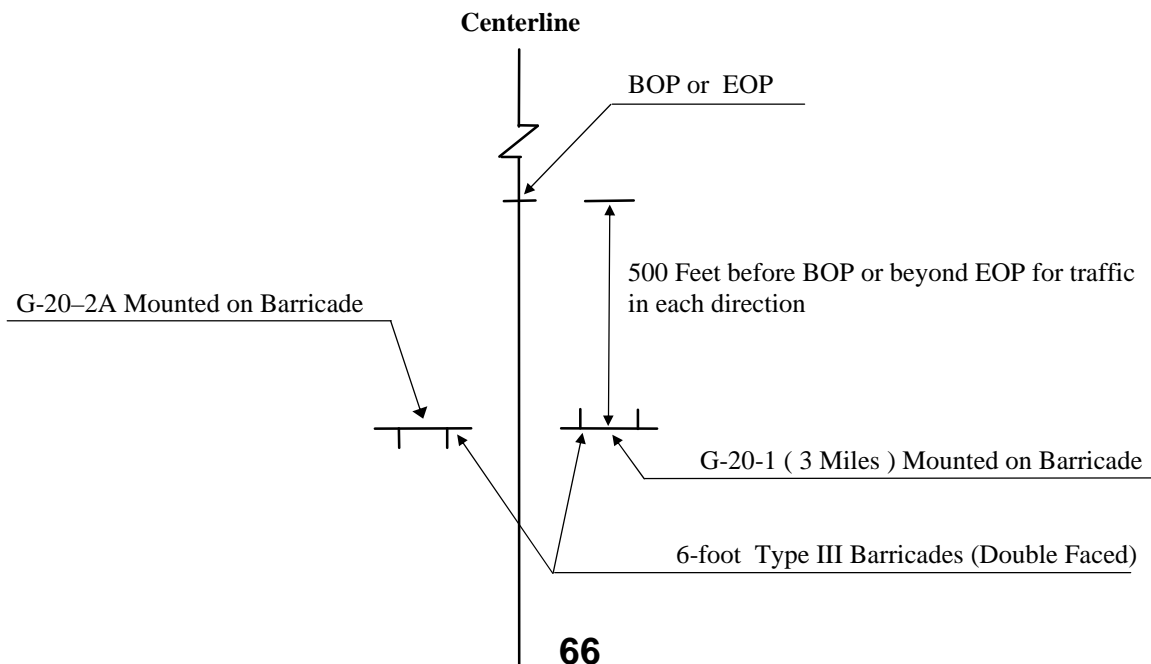 Centerline
BOP or EOP
500 Feet before BOP or beyond EOP for traffic
in each direction
G-20–2A Mounted on Barricade
G-20-1 ( 3 Miles ) Mounted on Barricade
6-foot Type III Barricades (Double Faced)
66